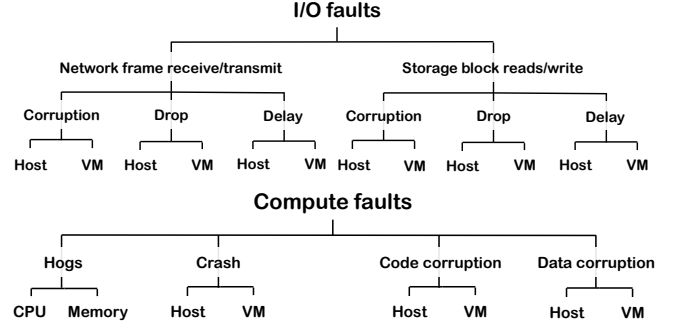 I/O faults
Network frame receive/transmit Storage block reads/write
Corruption Drop Delay Corruption Drop Delay
Host VM Host VM Host VM Host VM Host VM Host VM
Compute faults
Hogs Crash Code corruption Data corruption
CPU Memory Host VM Host VM Host VM